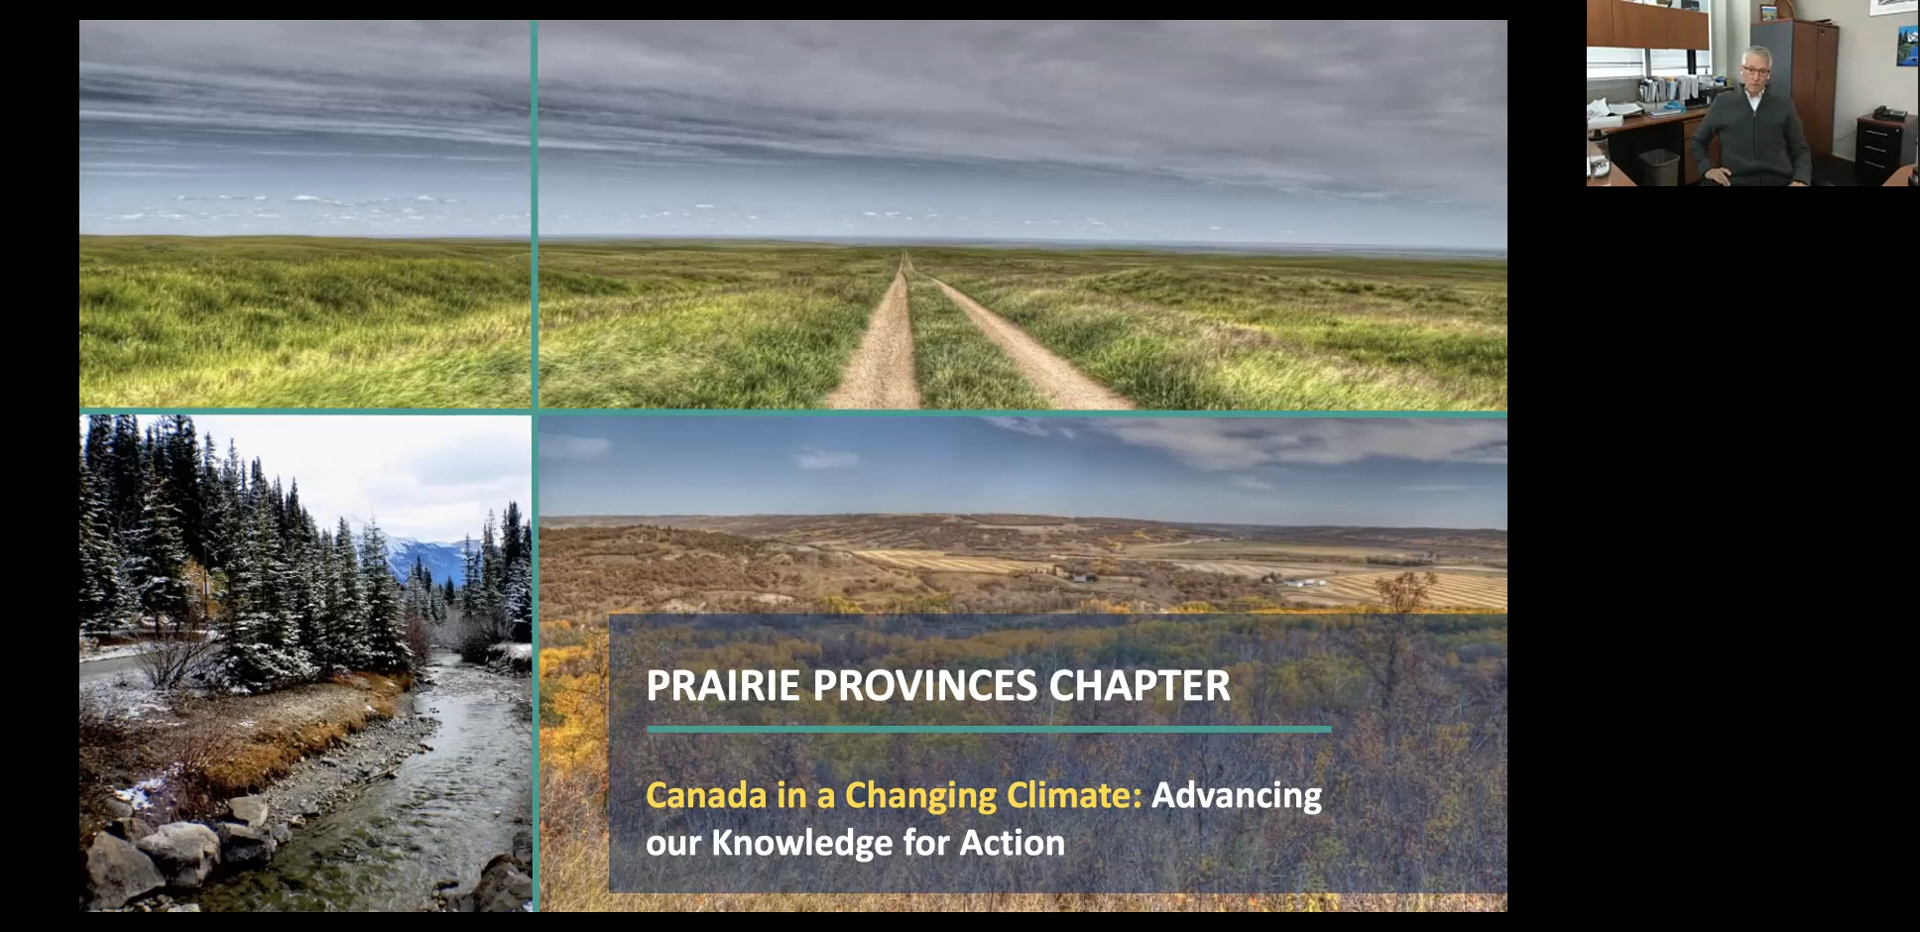 PRAIRIE PROVINCES CHAPTER
Canada in a Changing Climate: Advancing
our Knowledge for Action